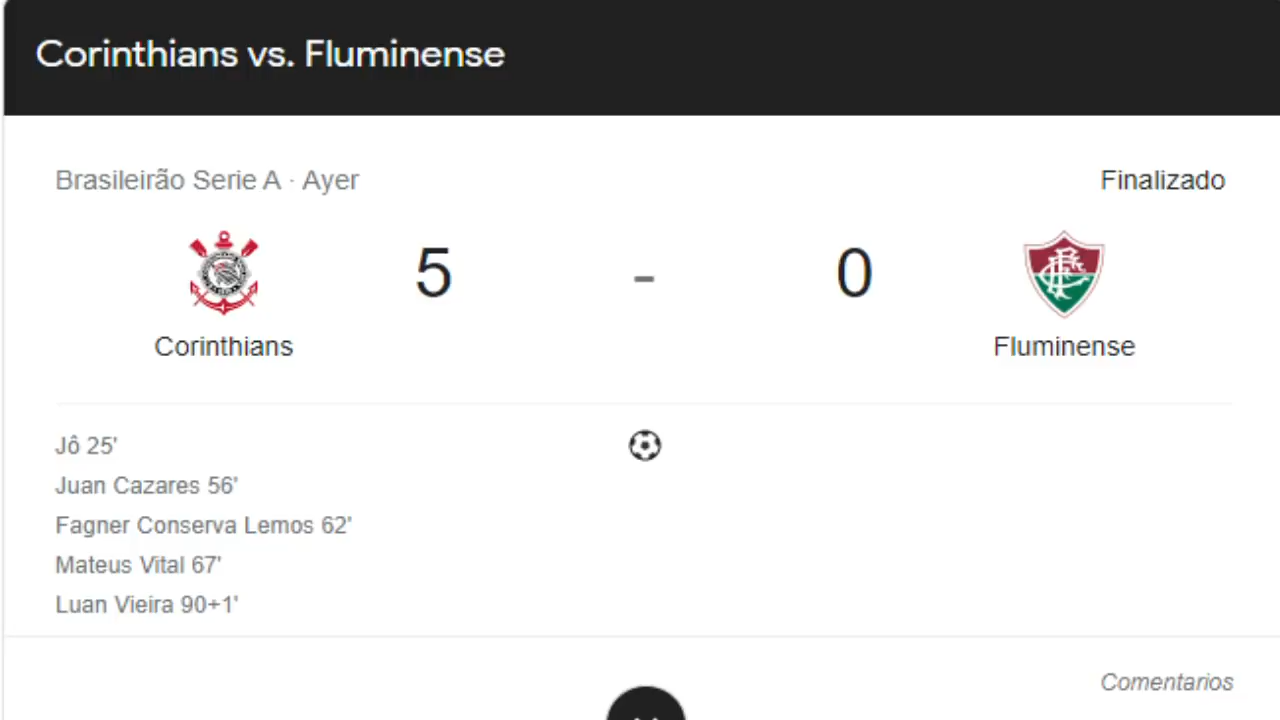 Corinthians vs. Fluminense
Brasileirão Serie A · Ayer
Finalizado
5 - 0
Corinthians
Fluminense
Jô 25'
Juan Cazares 56'
Fagner Conserva Lemos 62'
Mateus Vital 67'
Luan Vieira 90+1'
Comentarios